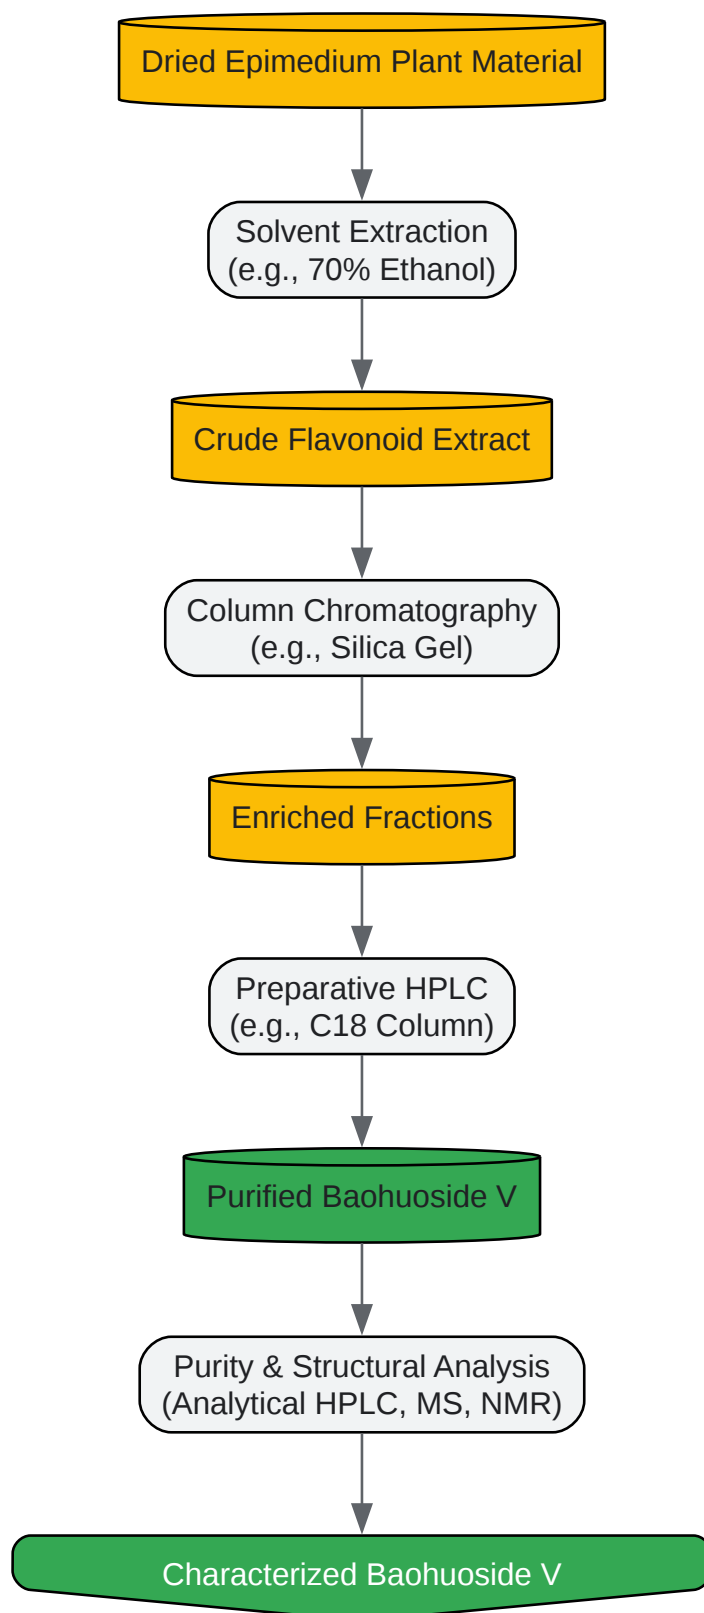 Dried Epimedium Plant Material
Solvent Extraction
(e.g., 70% Ethanol)
Crude Flavonoid Extract
Column Chromatography
(e.g., Silica Gel)
Enriched Fractions
Preparative HPLC
(e.g., C18 Column)
Purified Baohuoside V
Purity & Structural Analysis
(Analytical HPLC, MS, NMR)
Characterized Baohuoside V